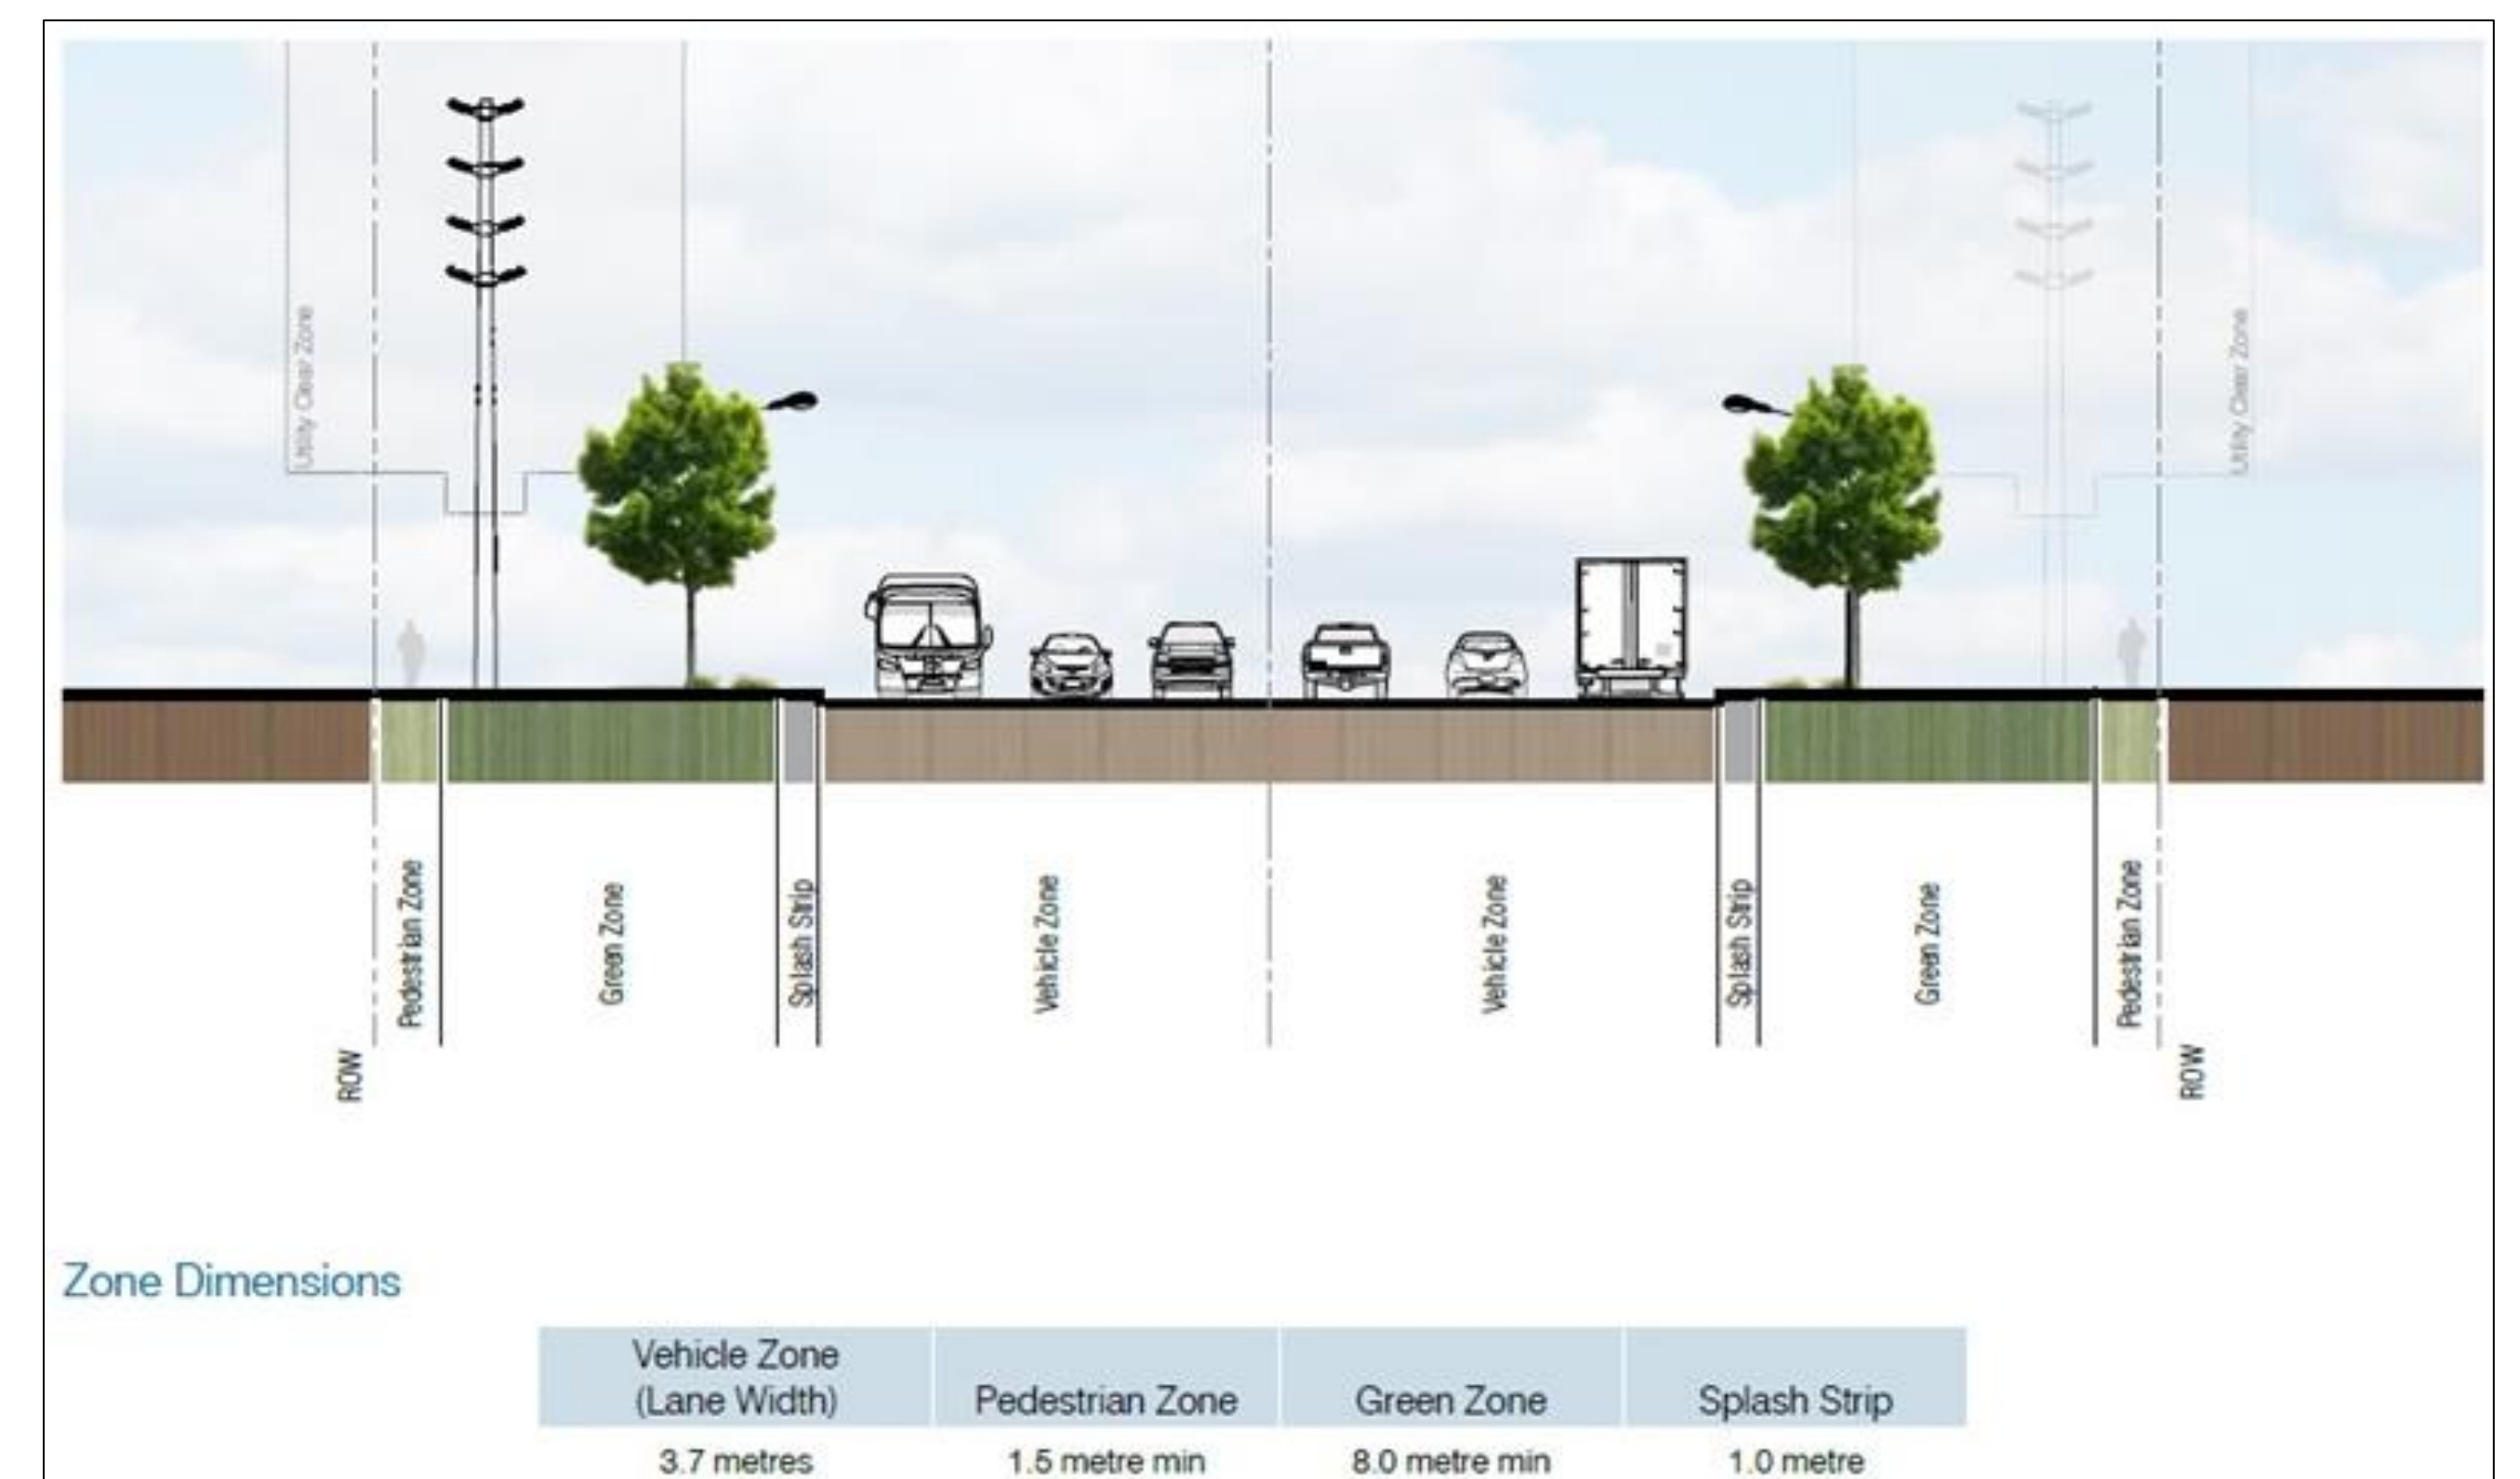 Utility Clear Zone
Utility Clear Zone
Pedestrian Zone
Green Zone
Splash Strip
Vehicle Zone
Vehicle Zone
Splash Strip
Green Zone
Pedestrian Zone
ROW
ROW
Zone Dimensions
Vehicle Zone
(Lane Width)
Pedestrian Zone
Green Zone
Splash Strip
3.7 metres
1.5 metre min
8.0 metre min
1.0 metre